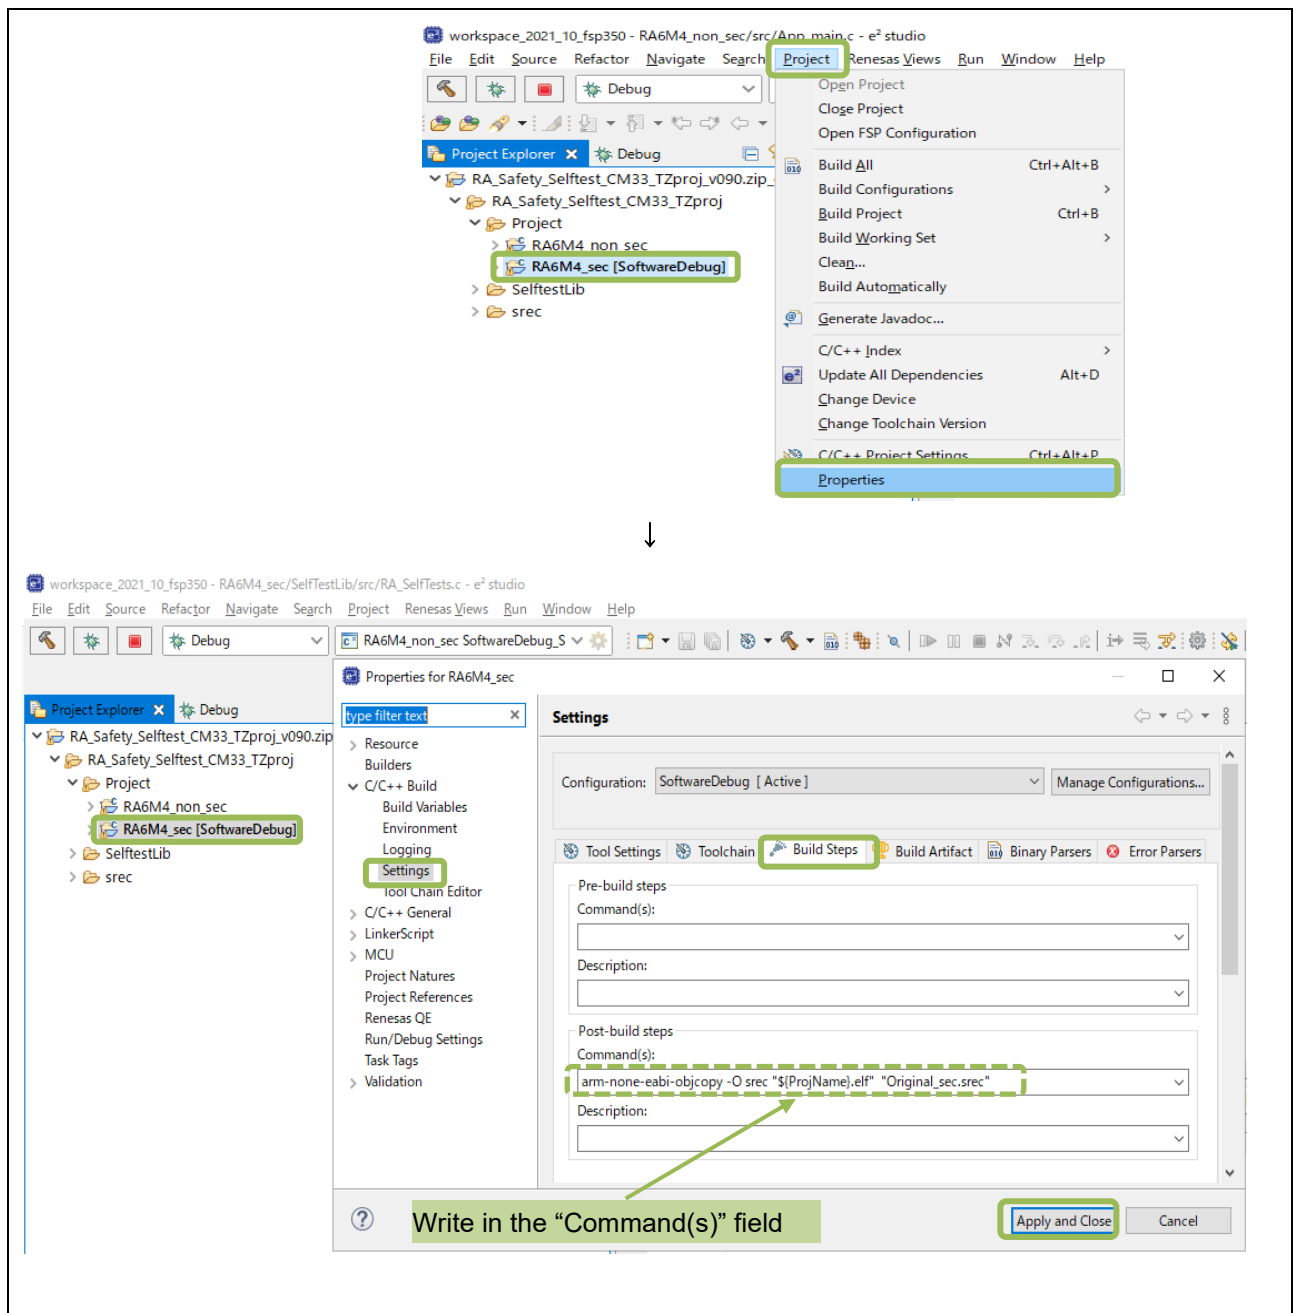 workspace_2021_10_fsp350 - RA6M4_non_sec/src/App_main.c - e² studio
File Edit Source Refactor Navigate Search Project Renesas Views Run Window Help
Debug
Project Explorer Debug
RA_Safety_Selftest_CM33_TZproj_v090.zip_
RA_Safety_Selftest_CM33_TZproj
Project
RA6M4_non_sec
RA6M4_sec [SoftwareDebug]
SelftestLib
srec
Open Project
Close Project
Open FSP Configuration
Build All Ctrl+Alt+B
Build Configurations >
Build Project Ctrl+B
Build Working Set >
Clean...
Build Automatically
Generate Javadoc...
C/C++ Index >
Update All Dependencies Alt+D
Change Device
Change Toolchain Version
C/C++ Project Settings Ctrl+Alt+P
Properties
↓
workspace_2021_10_fsp350 - RA6M4_sec/SelfTestLib/src/RA_SelfTests.c - e² studio
File Edit Source Refactor Navigate Search Project Renesas Views Run Window Help
Debug RA6M4_non_sec SoftwareDebug_S
Properties for RA6M4_sec
Project Explorer Debug
RA_Safety_Selftest_CM33_TZproj_v090.zip
RA_Safety_Selftest_CM33_TZproj
Project
RA6M4_non_sec
RA6M4_sec [SoftwareDebug]
SelftestLib
srec
type filter text
Resource
Builders
C/C++ Build
Build Variables
Environment
Logging
Settings
Tool Chain Editor
C/C++ General
LinkerScript
MCU
Project Natures
Project References
Renesas QE
Run/Debug Settings
Task Tags
Validation
Settings
Configuration: SoftwareDebug [ Active ] Manage Configurations...
Tool Settings Toolchain Build Steps Build Artifact Binary Parsers Error Parsers
Pre-build steps
Command(s):
Description:
Post-build steps
Command(s):
arm-none-eabi-objcopy -O srec "${ProjName}.elf" "Original_sec.srec"
Description:
Write in the “Command(s)” field
Apply and Close Cancel